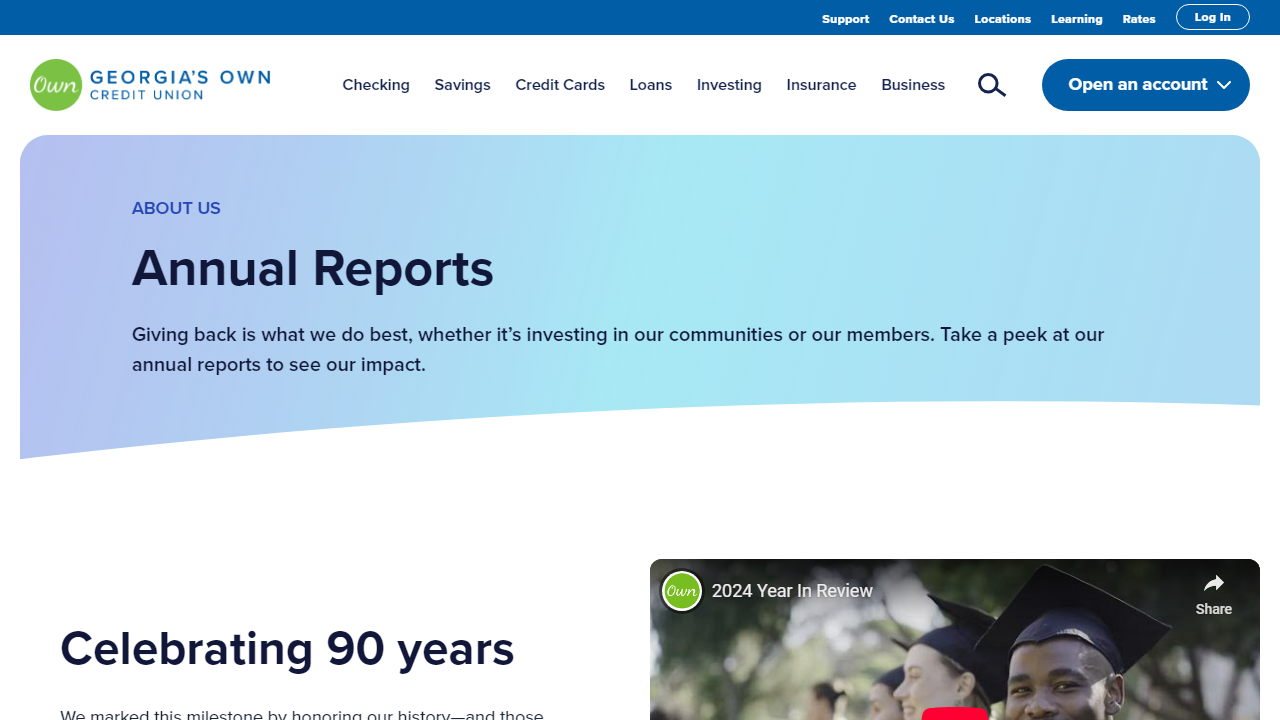 Support Contact Us Locations Learning Rates Log In
Own GEORGIA'S OWN
CREDIT UNION
Checking Savings Credit Cards Loans Investing Insurance Business Open an account
ABOUT US
Annual Reports
Giving back is what we do best, whether it’s investing in our communities or our members. Take a peek at our
annual reports to see our impact.
Own 2024 Year In Review
Share
Celebrating 90 years
We marked this milestone by honoring our history—and those